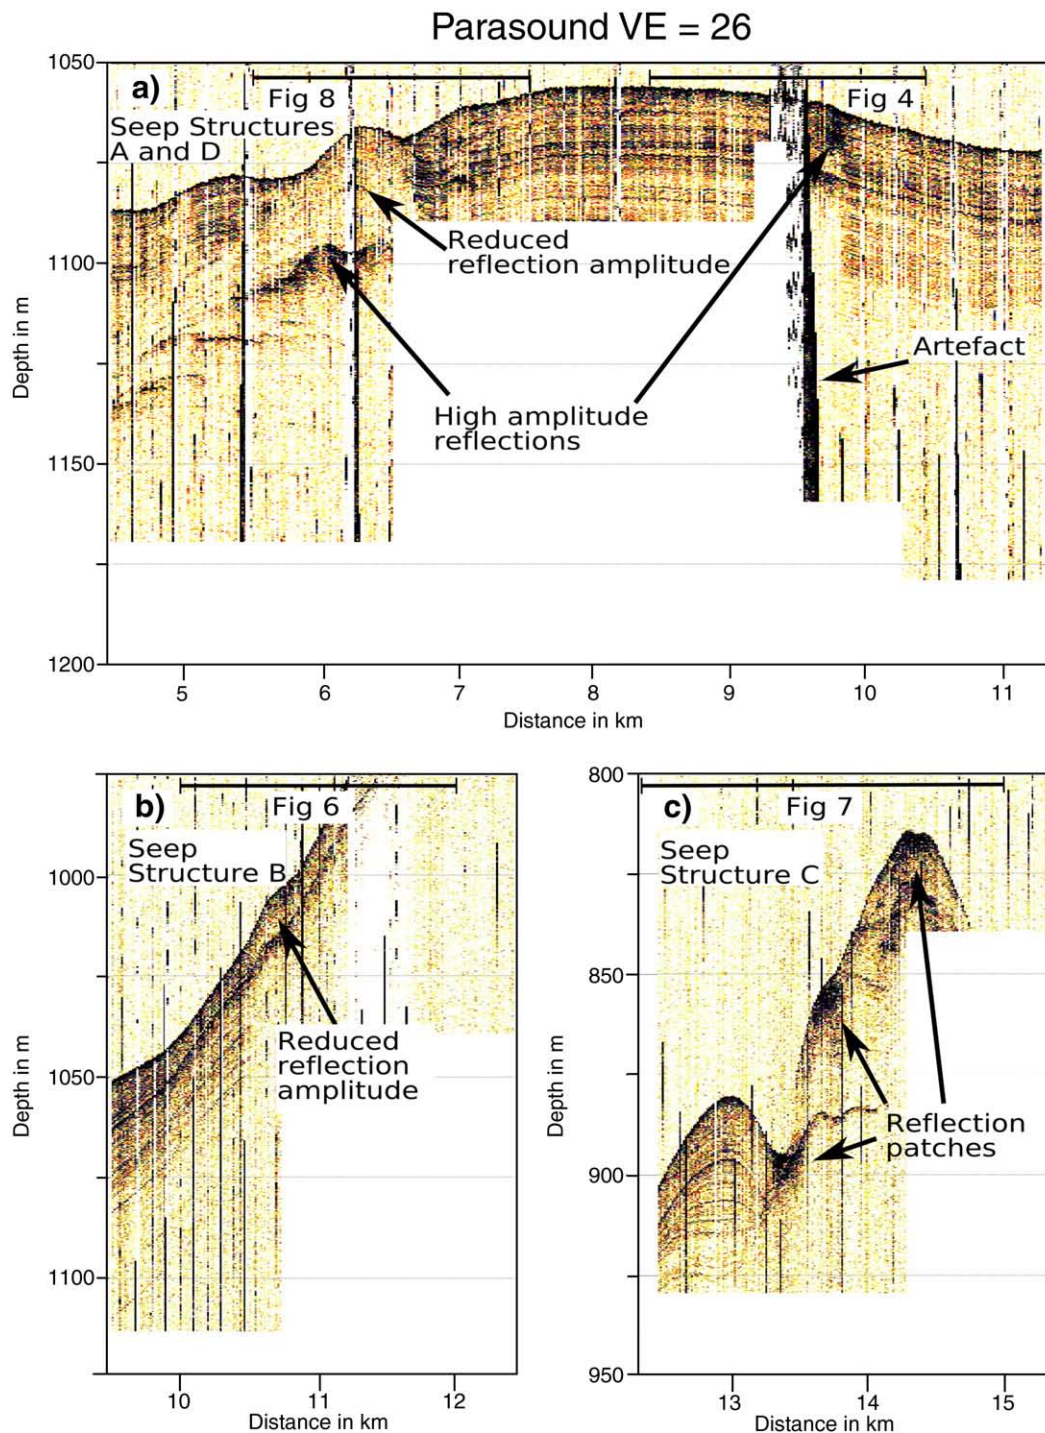 Parasound VE = 26
1050
a)
Fig 8
Fig 4
Seep Structures
A and D
Reduced
reflection amplitude
1100
Depth in m
Artefact
High amplitude
reflections
1150
1200
5 6 7 8 9 10 11
Distance in km
b)
Fig 6
Seep
Structure B
1000
Depth in m
Reduced
reflection
amplitude
1050
1100
10 11 12
Distance in km
800
c)
Fig 7
Seep
Structure C
850
Depth in m
Reflection
patches
900
950
13 14 15
Distance in km